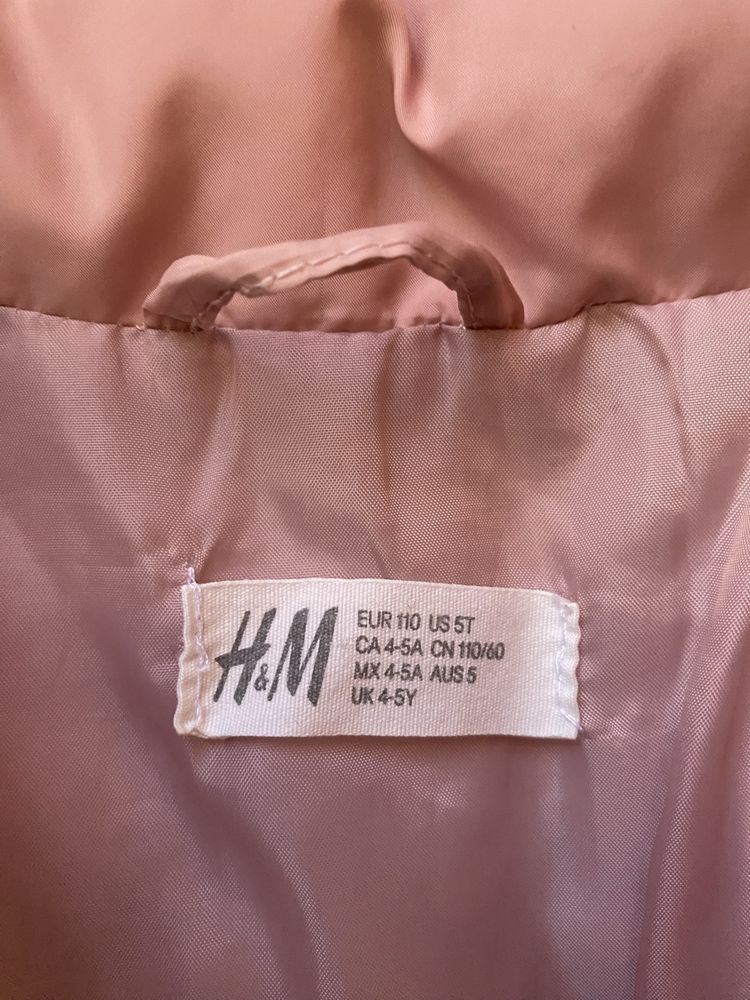 H&M
EUR 110 US 5T
CA 4-5A CN 110/60
MX 4-5A AUS 5
UK 4-5Y